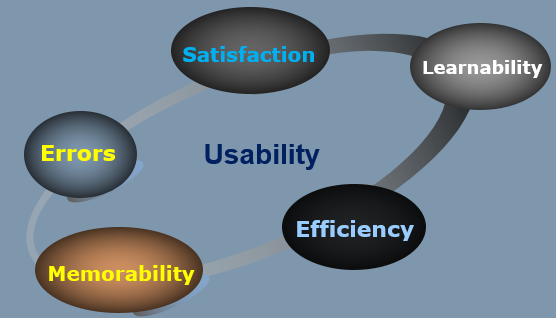 Satisfaction
Learnability
Errors
Usability
Efficiency
Memorability